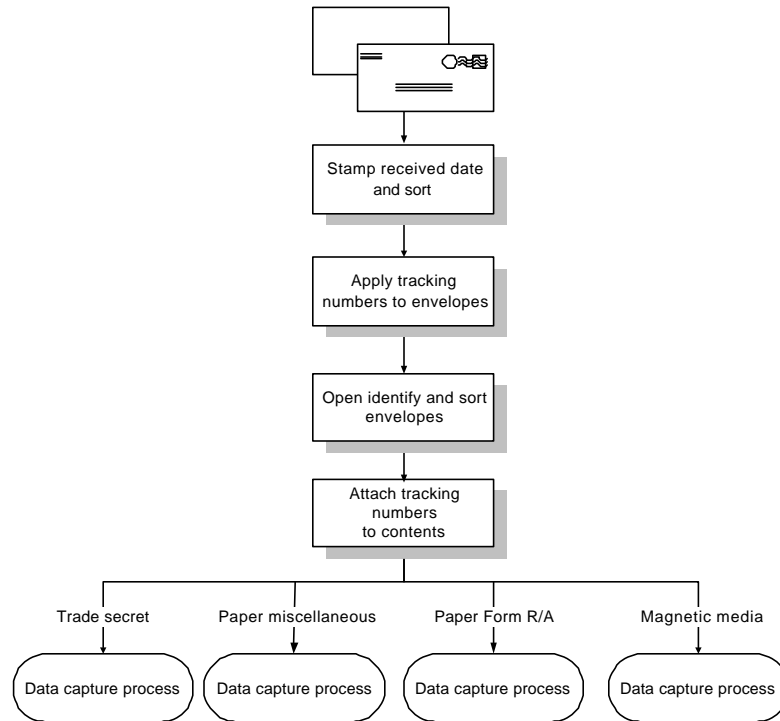 Stamp received date
and sort
Apply tracking
numbers to envelopes
Open identify and sort
envelopes
Attach tracking
numbers
to contents
Trade secret
Paper miscellaneous
Paper Form R/A
Magnetic media
Data capture process
Data capture process
Data capture process
Data capture process